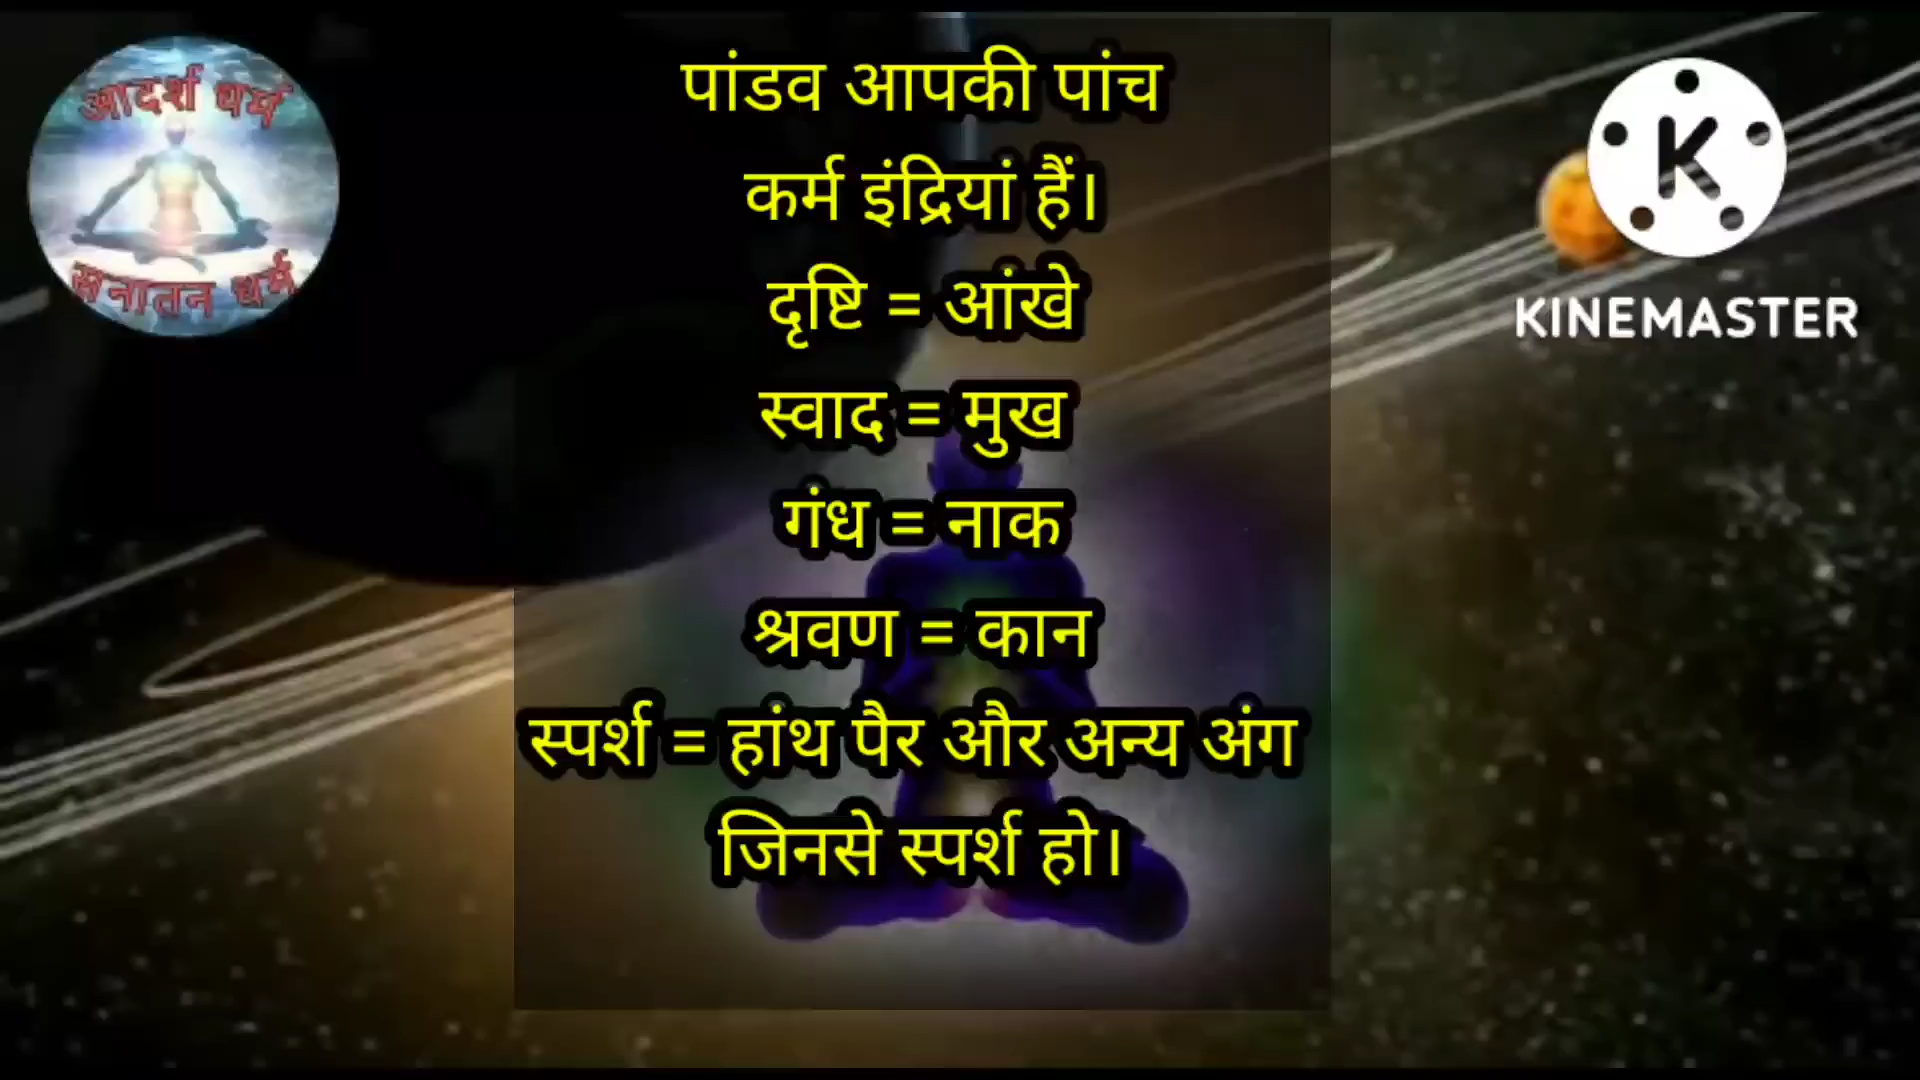 आदर्श धर्म
सनातन धर्म
पांडव आपकी पांच
कर्म इंद्रियां हैं।
दृष्टि = आंखे
स्वाद = मुख
गंध = नाक
श्रवण = कान
स्पर्श = हांथ पैर और अन्य अंग
जिनसे स्पर्श हो।
K
KINEMASTER